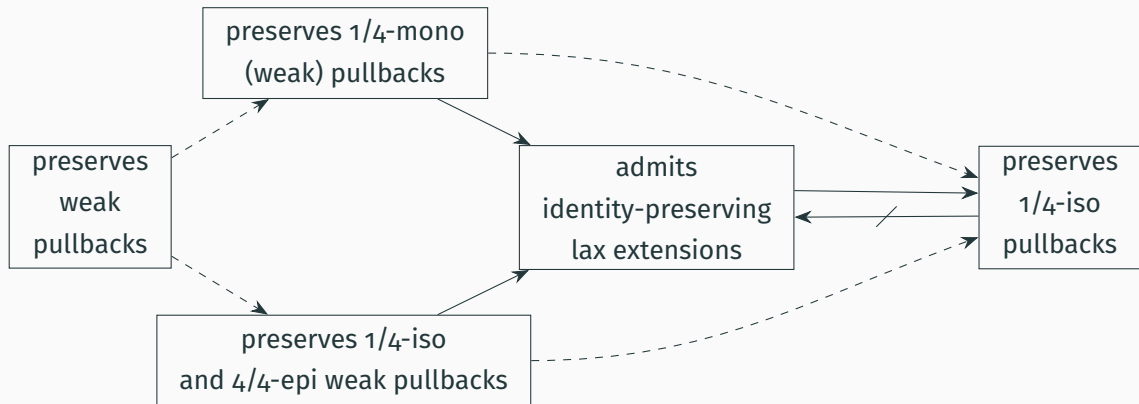 preserves 1/4-mono
(weak) pullbacks
preserves
weak
pullbacks
admits
identity-preserving
lax extensions
preserves
1/4-iso
pullbacks
preserves 1/4-iso
and 4/4-epi weak pullbacks